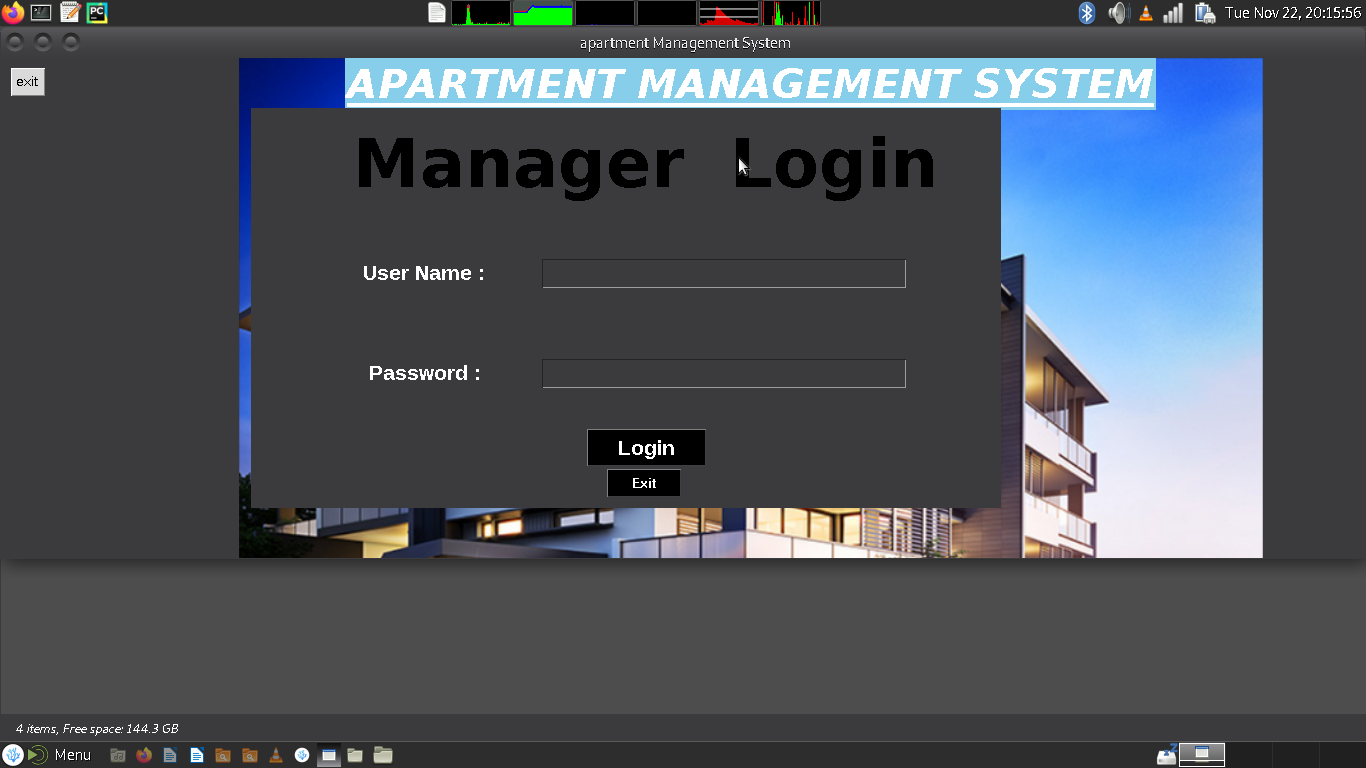 PC
Tue Nov 22, 20:15:56
apartment Management System
exit
APARTMENT MANAGEMENT SYSTEM
Manager Login
User Name :
Password :
Login
Exit
4 items, Free space: 144.3 GB
Menu